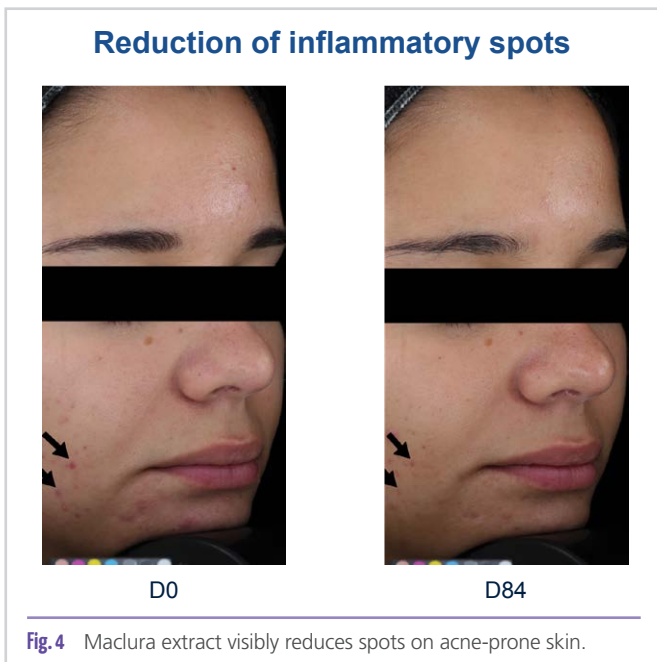 Reduction of inflammatory spots
D0
D84
Fig. 4 Maclura extract visibly reduces spots on acne-prone skin.